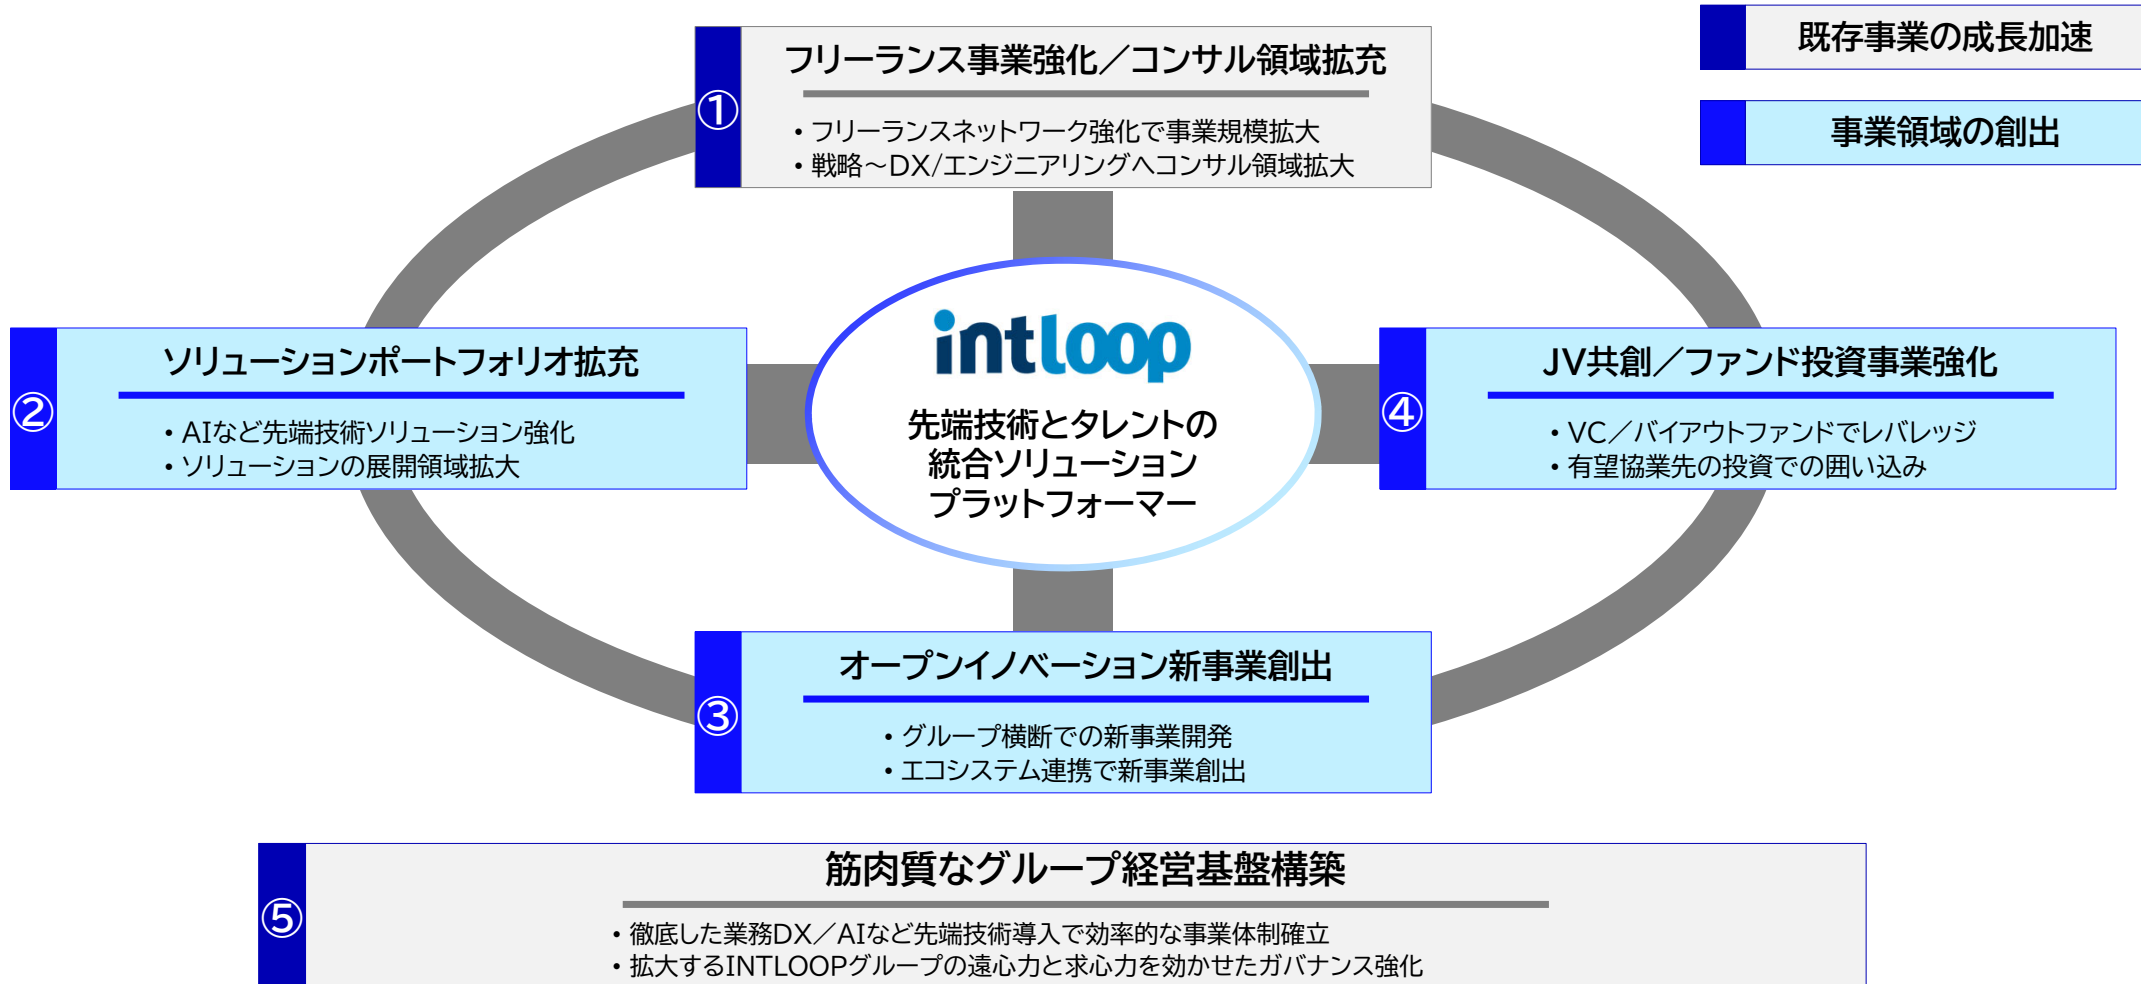 既存事業の成長加速
事業領域の創出
①
フリーランス事業強化／コンサル領域拡充
・フリーランスネットワーク強化で事業規模拡大
・戦略～DX/エンジニアリングへコンサル領域拡大
②
ソリューションポートフォリオ拡充
・AIなど先端技術ソリューション強化
・ソリューションの展開領域拡大
intloop
先端技術とタレントの
統合ソリューション
プラットフォーマー
④
JV共創／ファンド投資事業強化
・VC／バイアウトファンドでレバレッジ
・有望協業先の投資での囲い込み
③
オープンイノベーション新事業創出
・グループ横断での新事業開発
・エコシステム連携で新事業創出
⑤
筋肉質なグループ経営基盤構築
・徹底した業務DX／AIなど先端技術導入で効率的な事業体制確立
・拡大するINTLOOPグループの遠心力と求心力を効かせたガバナンス強化